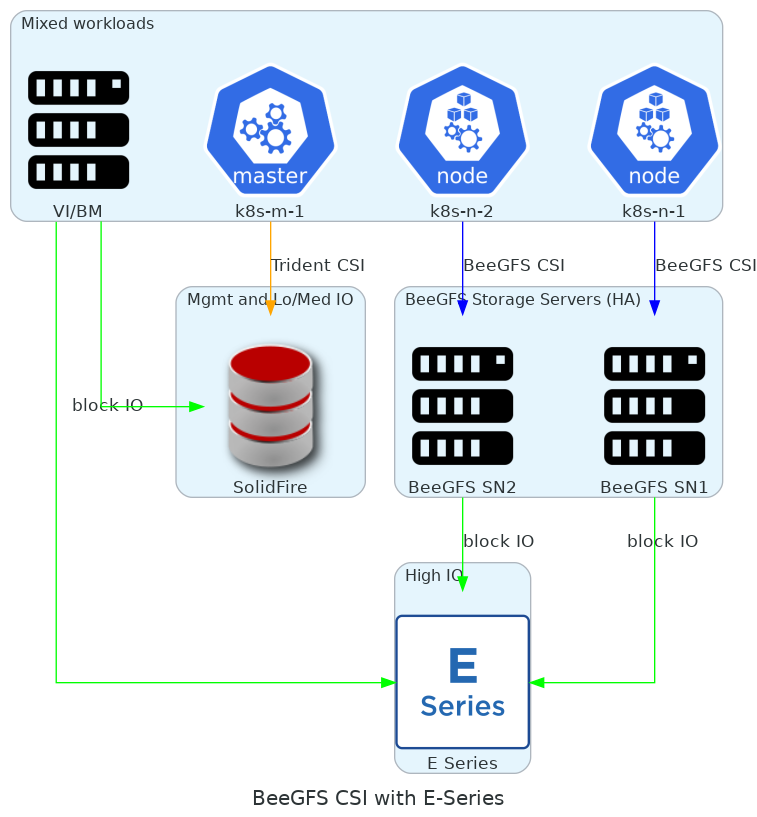 Mixed workloads
master
node
node
VI/BM
k8s-m-1
k8s-n-2
k8s-n-1
Trident CSI
BeeGFS CSI
BeeGFS CSI
Mgmt and Lo/Med IO
BeeGFS Storage Servers (HA)
block IO
SolidFire
BeeGFS SN2
BeeGFS SN1
block IO
block IO
High IO
E
Series
E Series
BeeGFS CSI with E-Series